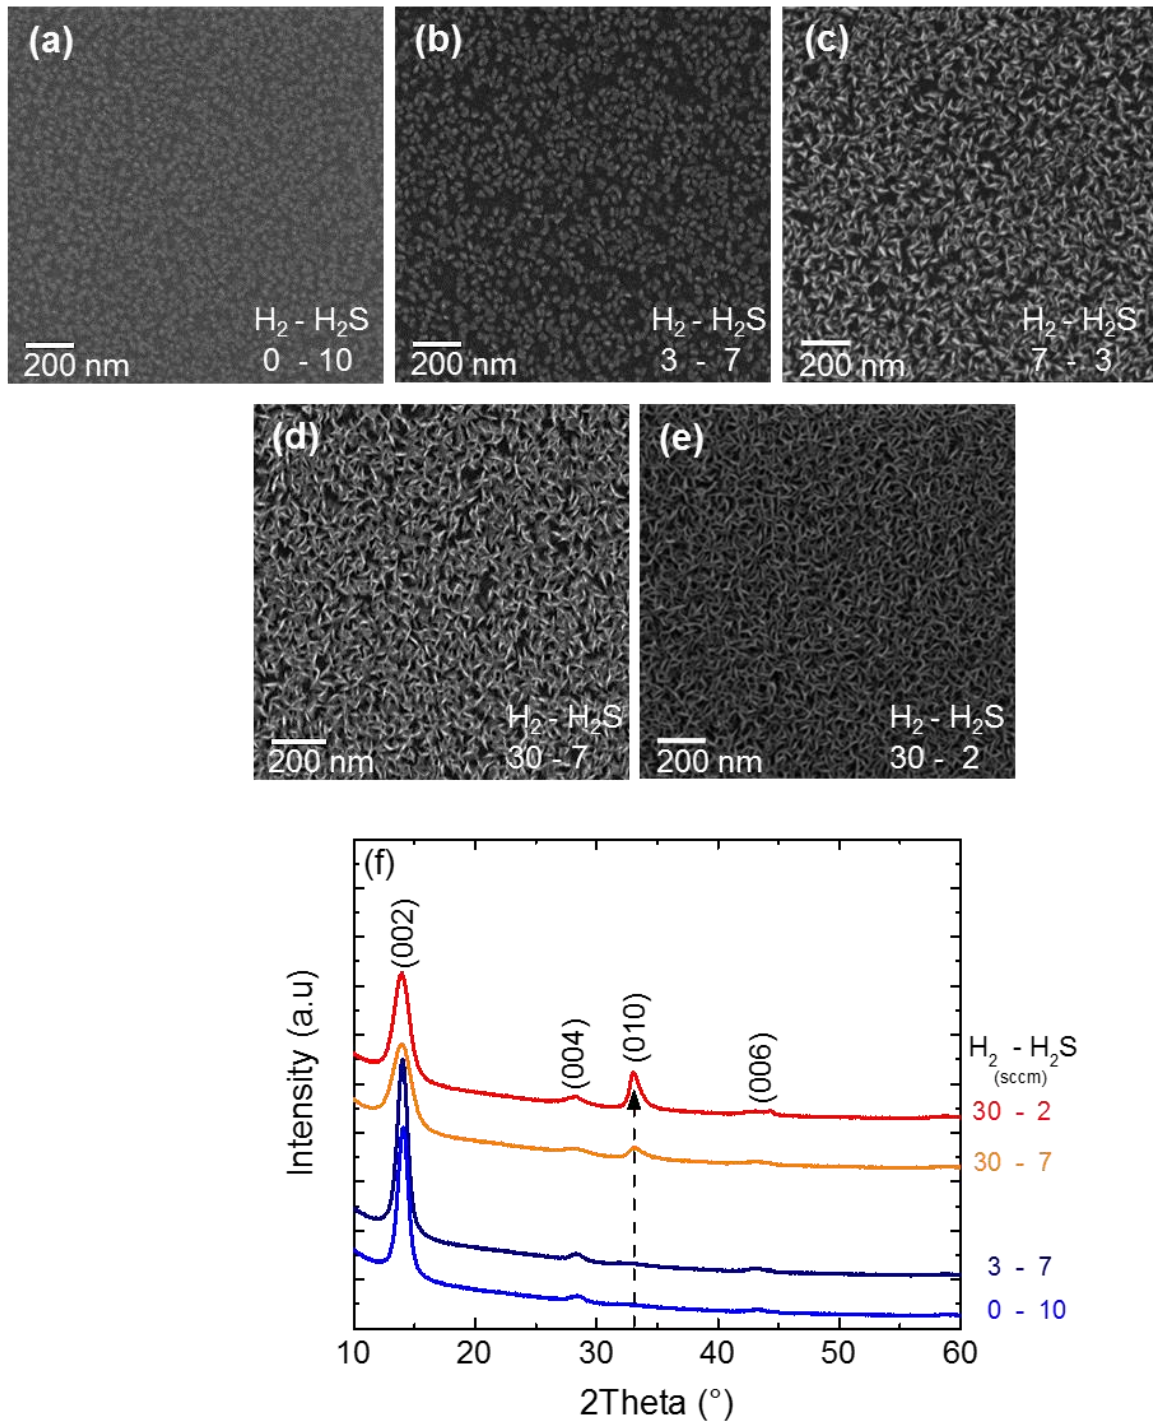 (a)
H₂ - H₂S
200 nm 0 - 10
(b)
H₂ - H₂S
200 nm 3 - 7
(c)
H₂ - H₂S
200 nm 7 - 3
(d)
H₂ - H₂S
200 nm 30 - 7
(e)
H₂ - H₂S
200 nm 30 - 2
(f)
(002)
(004)
(010)
(006)
Intensity (a.u)
H₂ - H₂S
(sccm)
30 - 2
30 - 7
3 - 7
0 - 10
10 20 30 40 50 60
2Theta (°)